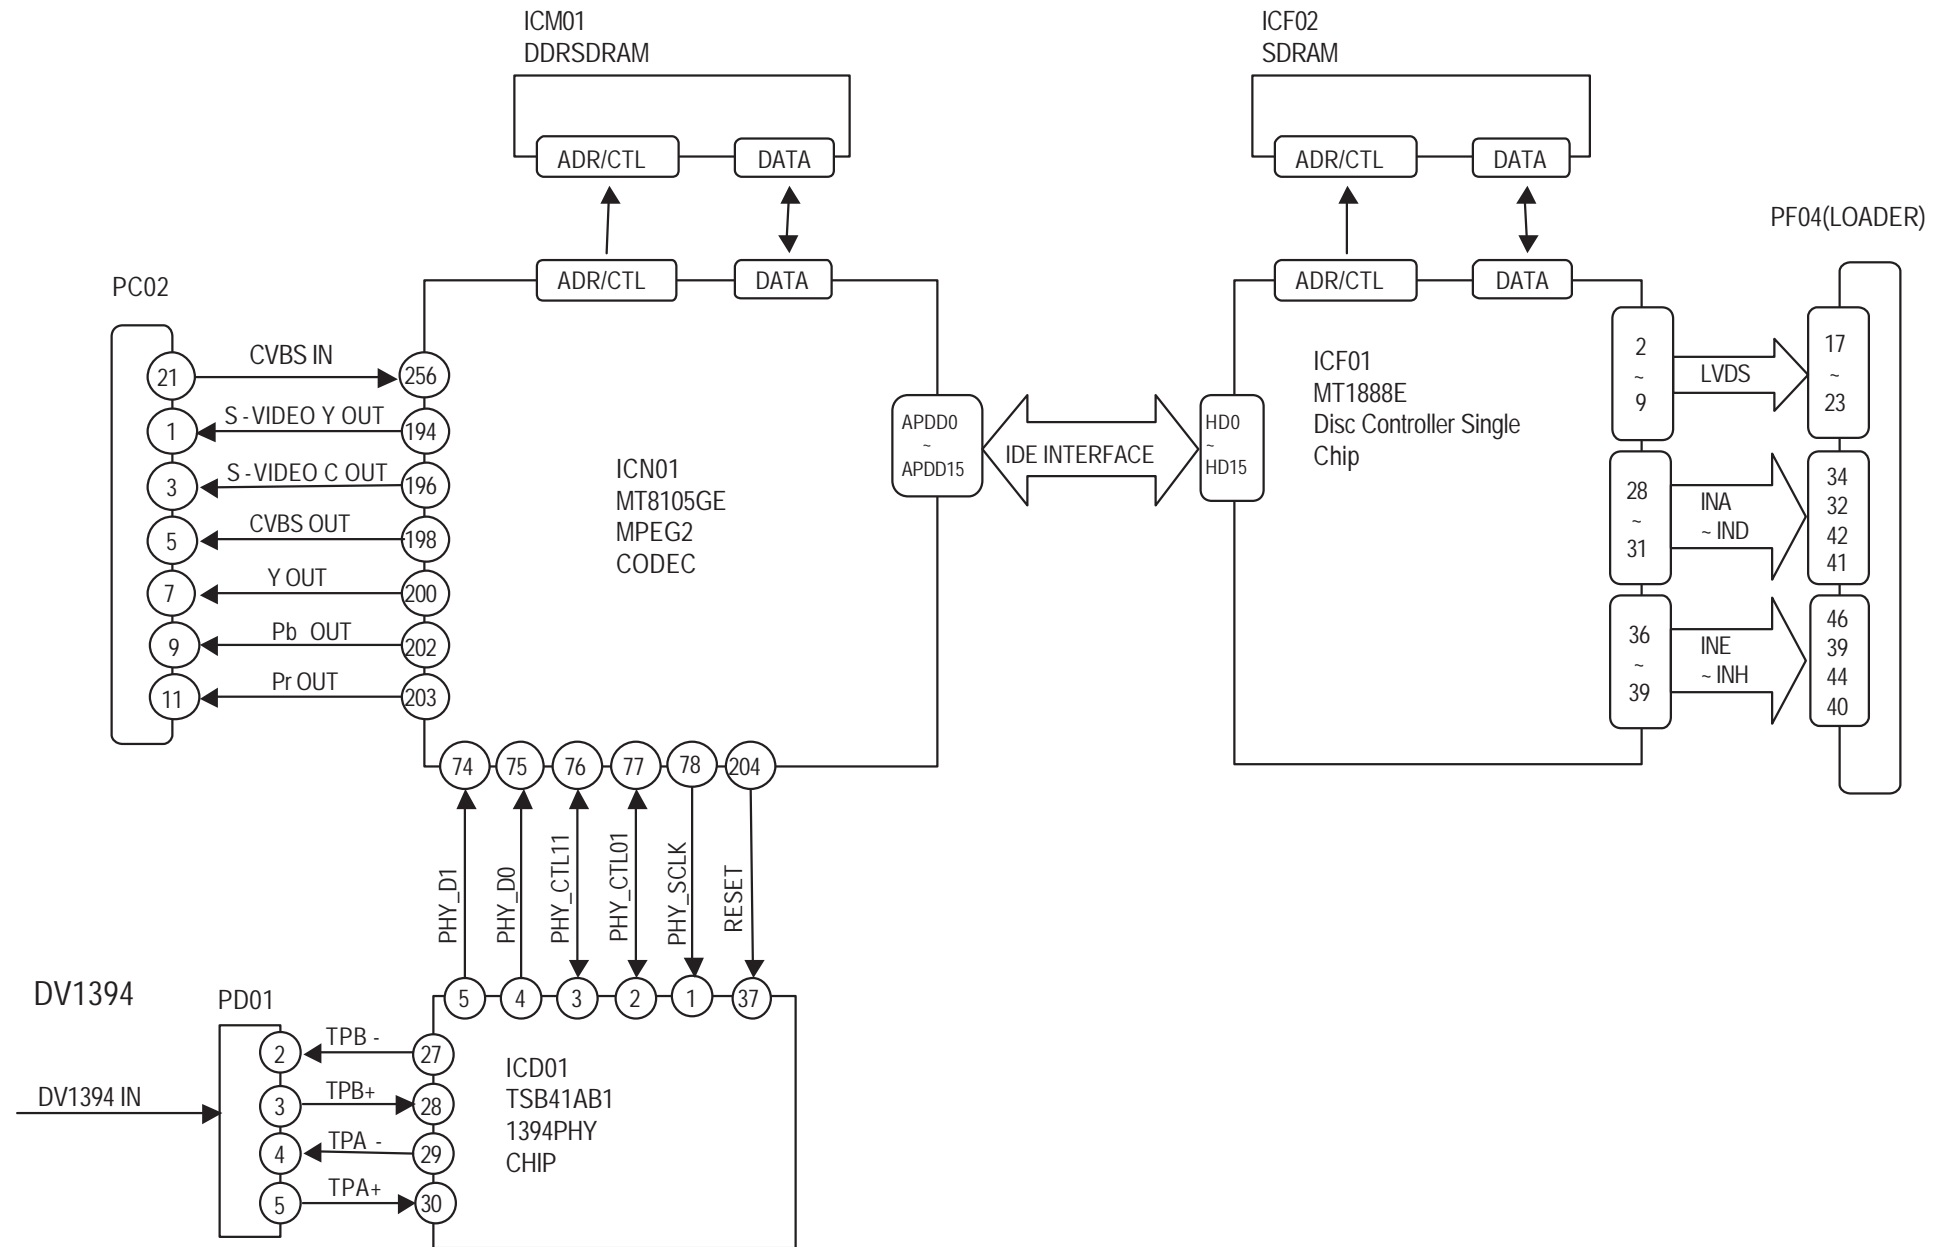 ICM01
DDRSDRAM
ADR/CTL
DATA
ADR/CTL
DATA
ICF02
SDRAM
ADR/CTL
DATA
ADR/CTL
DATA
PF04(LOADER)
PC02
21
CVBS IN
256
1
S-VIDEO Y OUT
194
3
S-VIDEO C OUT
196
5
CVBS OUT
198
7
Y OUT
200
9
Pb OUT
202
11
Pr OUT
203
ICN01
MT8105GE
MPEG2
CODEC
APDD0
~
APDD15
IDE INTERFACE
HD0
~
HD15
ICF01
MT1888E
Disc Controller Single
Chip
2
~
9
LVDS
17
~
23
28
~
31
INA
~ IND
34
32
42
41
36
~
39
INE
~ INH
46
39
44
40
74
75
76
77
78
204
PHY_D1
PHY_D0
PHY_CTL11
PHY_CTL01
PHY_SCLK
RESET
5
4
3
2
1
37
DV1394
PD01
DV1394 IN
2
TPB -
27
3
TPB+
28
4
TPA -
29
5
TPA+
30
ICD01
TSB41AB1
1394PHY
CHIP